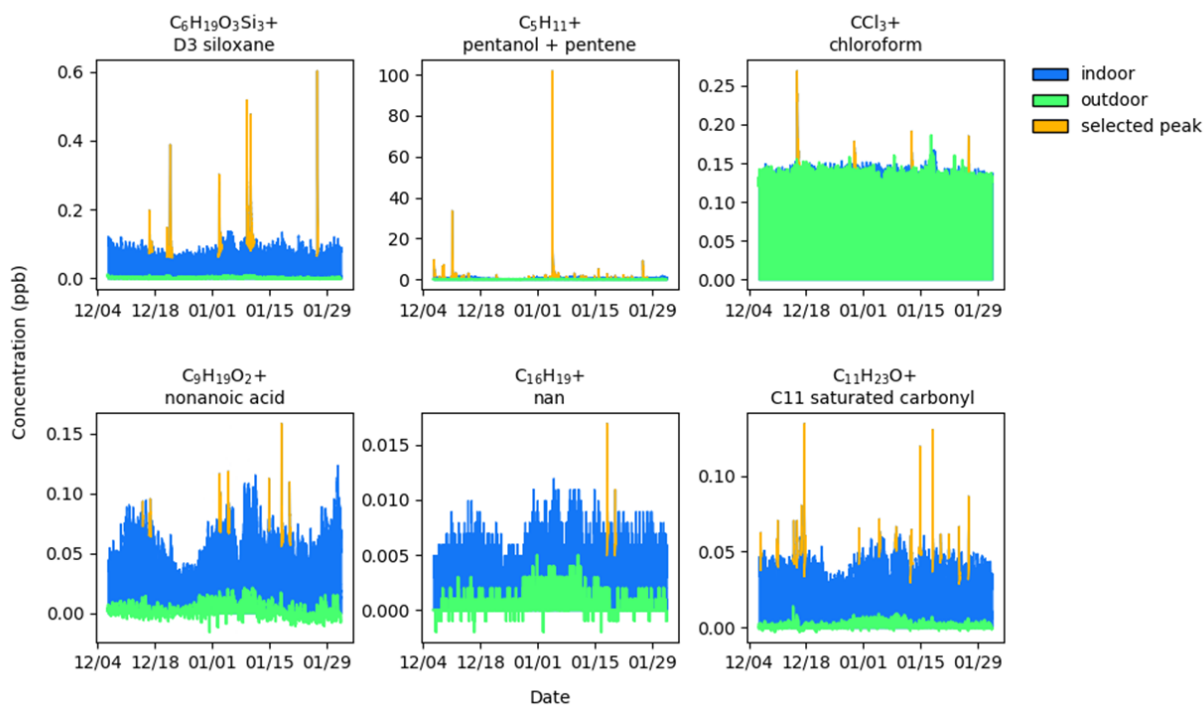 C₆H₁₉O₃Si₃+
D3 siloxane
C₅H₁₁+
pentanol + pentene
CCl₃+
chloroform
indoor
outdoor
selected peak
0.6
0.4
0.2
0.0
100
80
60
40
20
0
0.25
0.20
0.15
0.10
0.05
0.00
12/04 12/18 01/01 01/15 01/29
12/04 12/18 01/01 01/15 01/29
12/04 12/18 01/01 01/15 01/29
Concentration (ppb)
C₉H₁₉O₂+
nonanoic acid
C₁₆H₁₉+
nan
C₁₁H₂₃O+
C11 saturated carbonyl
0.15
0.10
0.05
0.00
0.015
0.010
0.005
0.000
0.10
0.05
0.00
12/04 12/18 01/01 01/15 01/29
12/04 12/18 01/01 01/15 01/29
12/04 12/18 01/01 01/15 01/29
Date